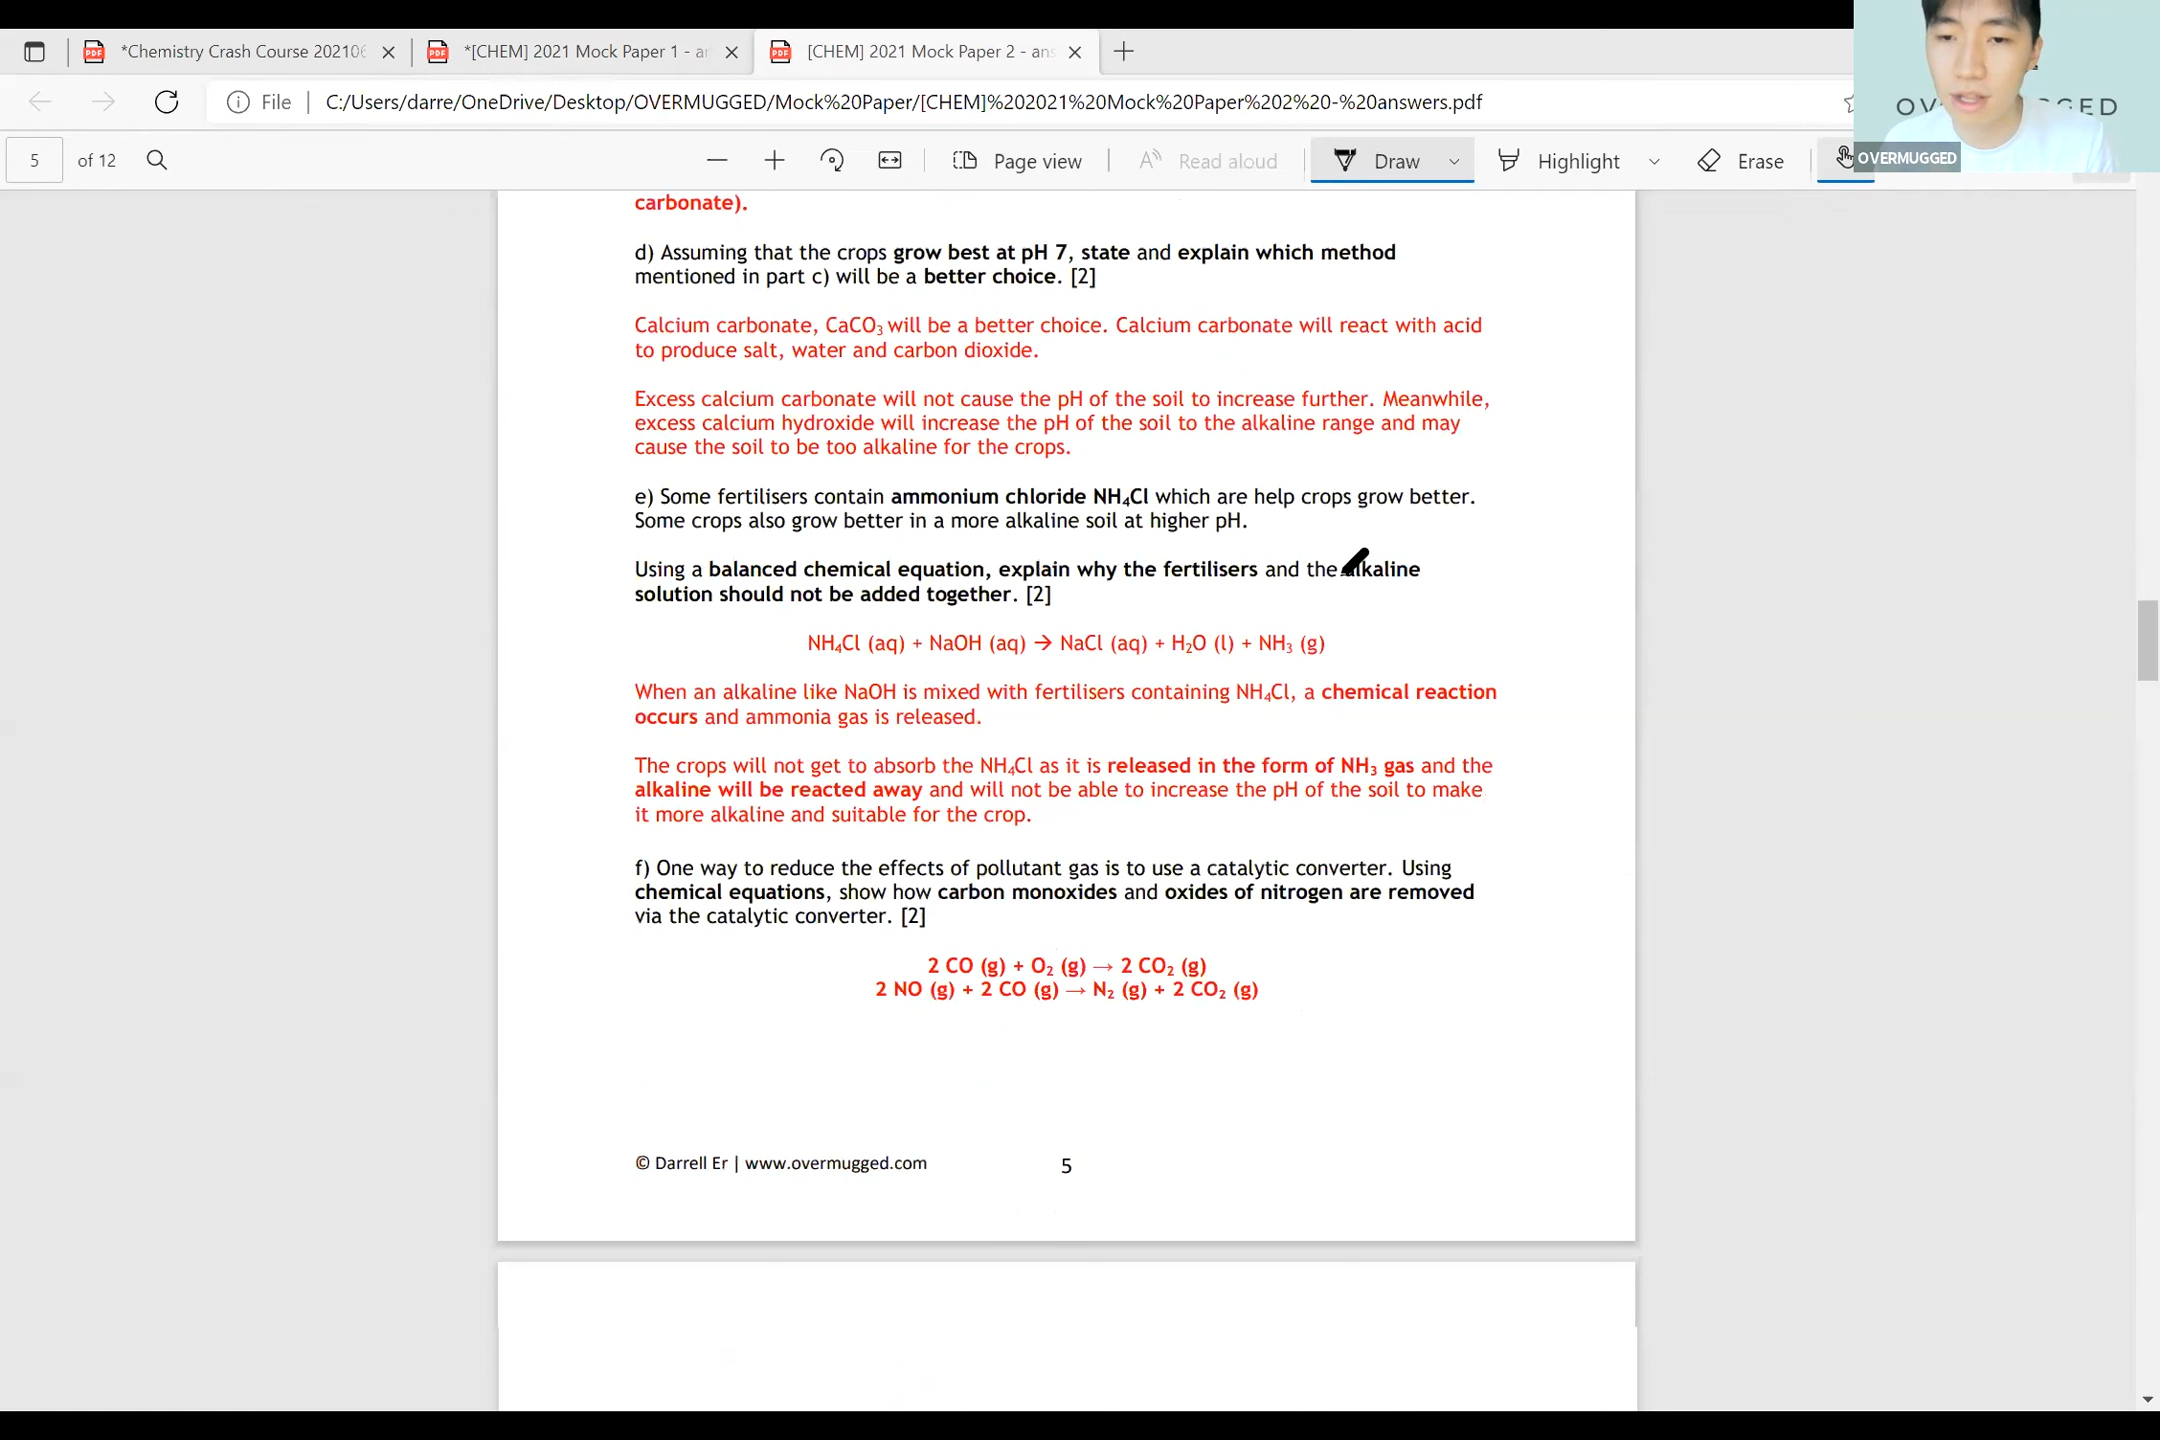 *Chemistry Crash Course 202106
*[CHEM] 2021 Mock Paper 1 - a
[CHEM] 2021 Mock Paper 2 - ans
File
C:/Users/darre/OneDrive/Desktop/OVERMUGGED/Mock%20Paper/[CHEM]%202021%20Mock%20Paper%202%20-%20answers.pdf
5 of 12
Page view
Read aloud
Draw
Highlight
Erase
OVERMUGGED
carbonate).
d) Assuming that the crops grow best at pH 7, state and explain which method
mentioned in part c) will be a better choice. [2]
Calcium carbonate, CaCO₃ will be a better choice. Calcium carbonate will react with acid
to produce salt, water and carbon dioxide.
Excess calcium carbonate will not cause the pH of the soil to increase further. Meanwhile,
excess calcium hydroxide will increase the pH of the soil to the alkaline range and may
cause the soil to be too alkaline for the crops.
e) Some fertilisers contain ammonium chloride NH₄Cl which are help crops grow better.
Some crops also grow better in a more alkaline soil at higher pH.
Using a balanced chemical equation, explain why the fertilisers and the alkaline
solution should not be added together. [2]
NH₄Cl (aq) + NaOH (aq) → NaCl (aq) + H₂O (l) + NH₃ (g)
When an alkaline like NaOH is mixed with fertilisers containing NH₄Cl, a chemical reaction
occurs and ammonia gas is released.
The crops will not get to absorb the NH₄Cl as it is released in the form of NH₃ gas and the
alkaline will be reacted away and will not be able to increase the pH of the soil to make
it more alkaline and suitable for the crop.
f) One way to reduce the effects of pollutant gas is to use a catalytic converter. Using
chemical equations, show how carbon monoxides and oxides of nitrogen are removed
via the catalytic converter. [2]
2 CO (g) + O₂ (g) → 2 CO₂ (g)
2 NO (g) + 2 CO (g) → N₂ (g) + 2 CO₂ (g)
© Darrell Er | www.overmugged.com
5